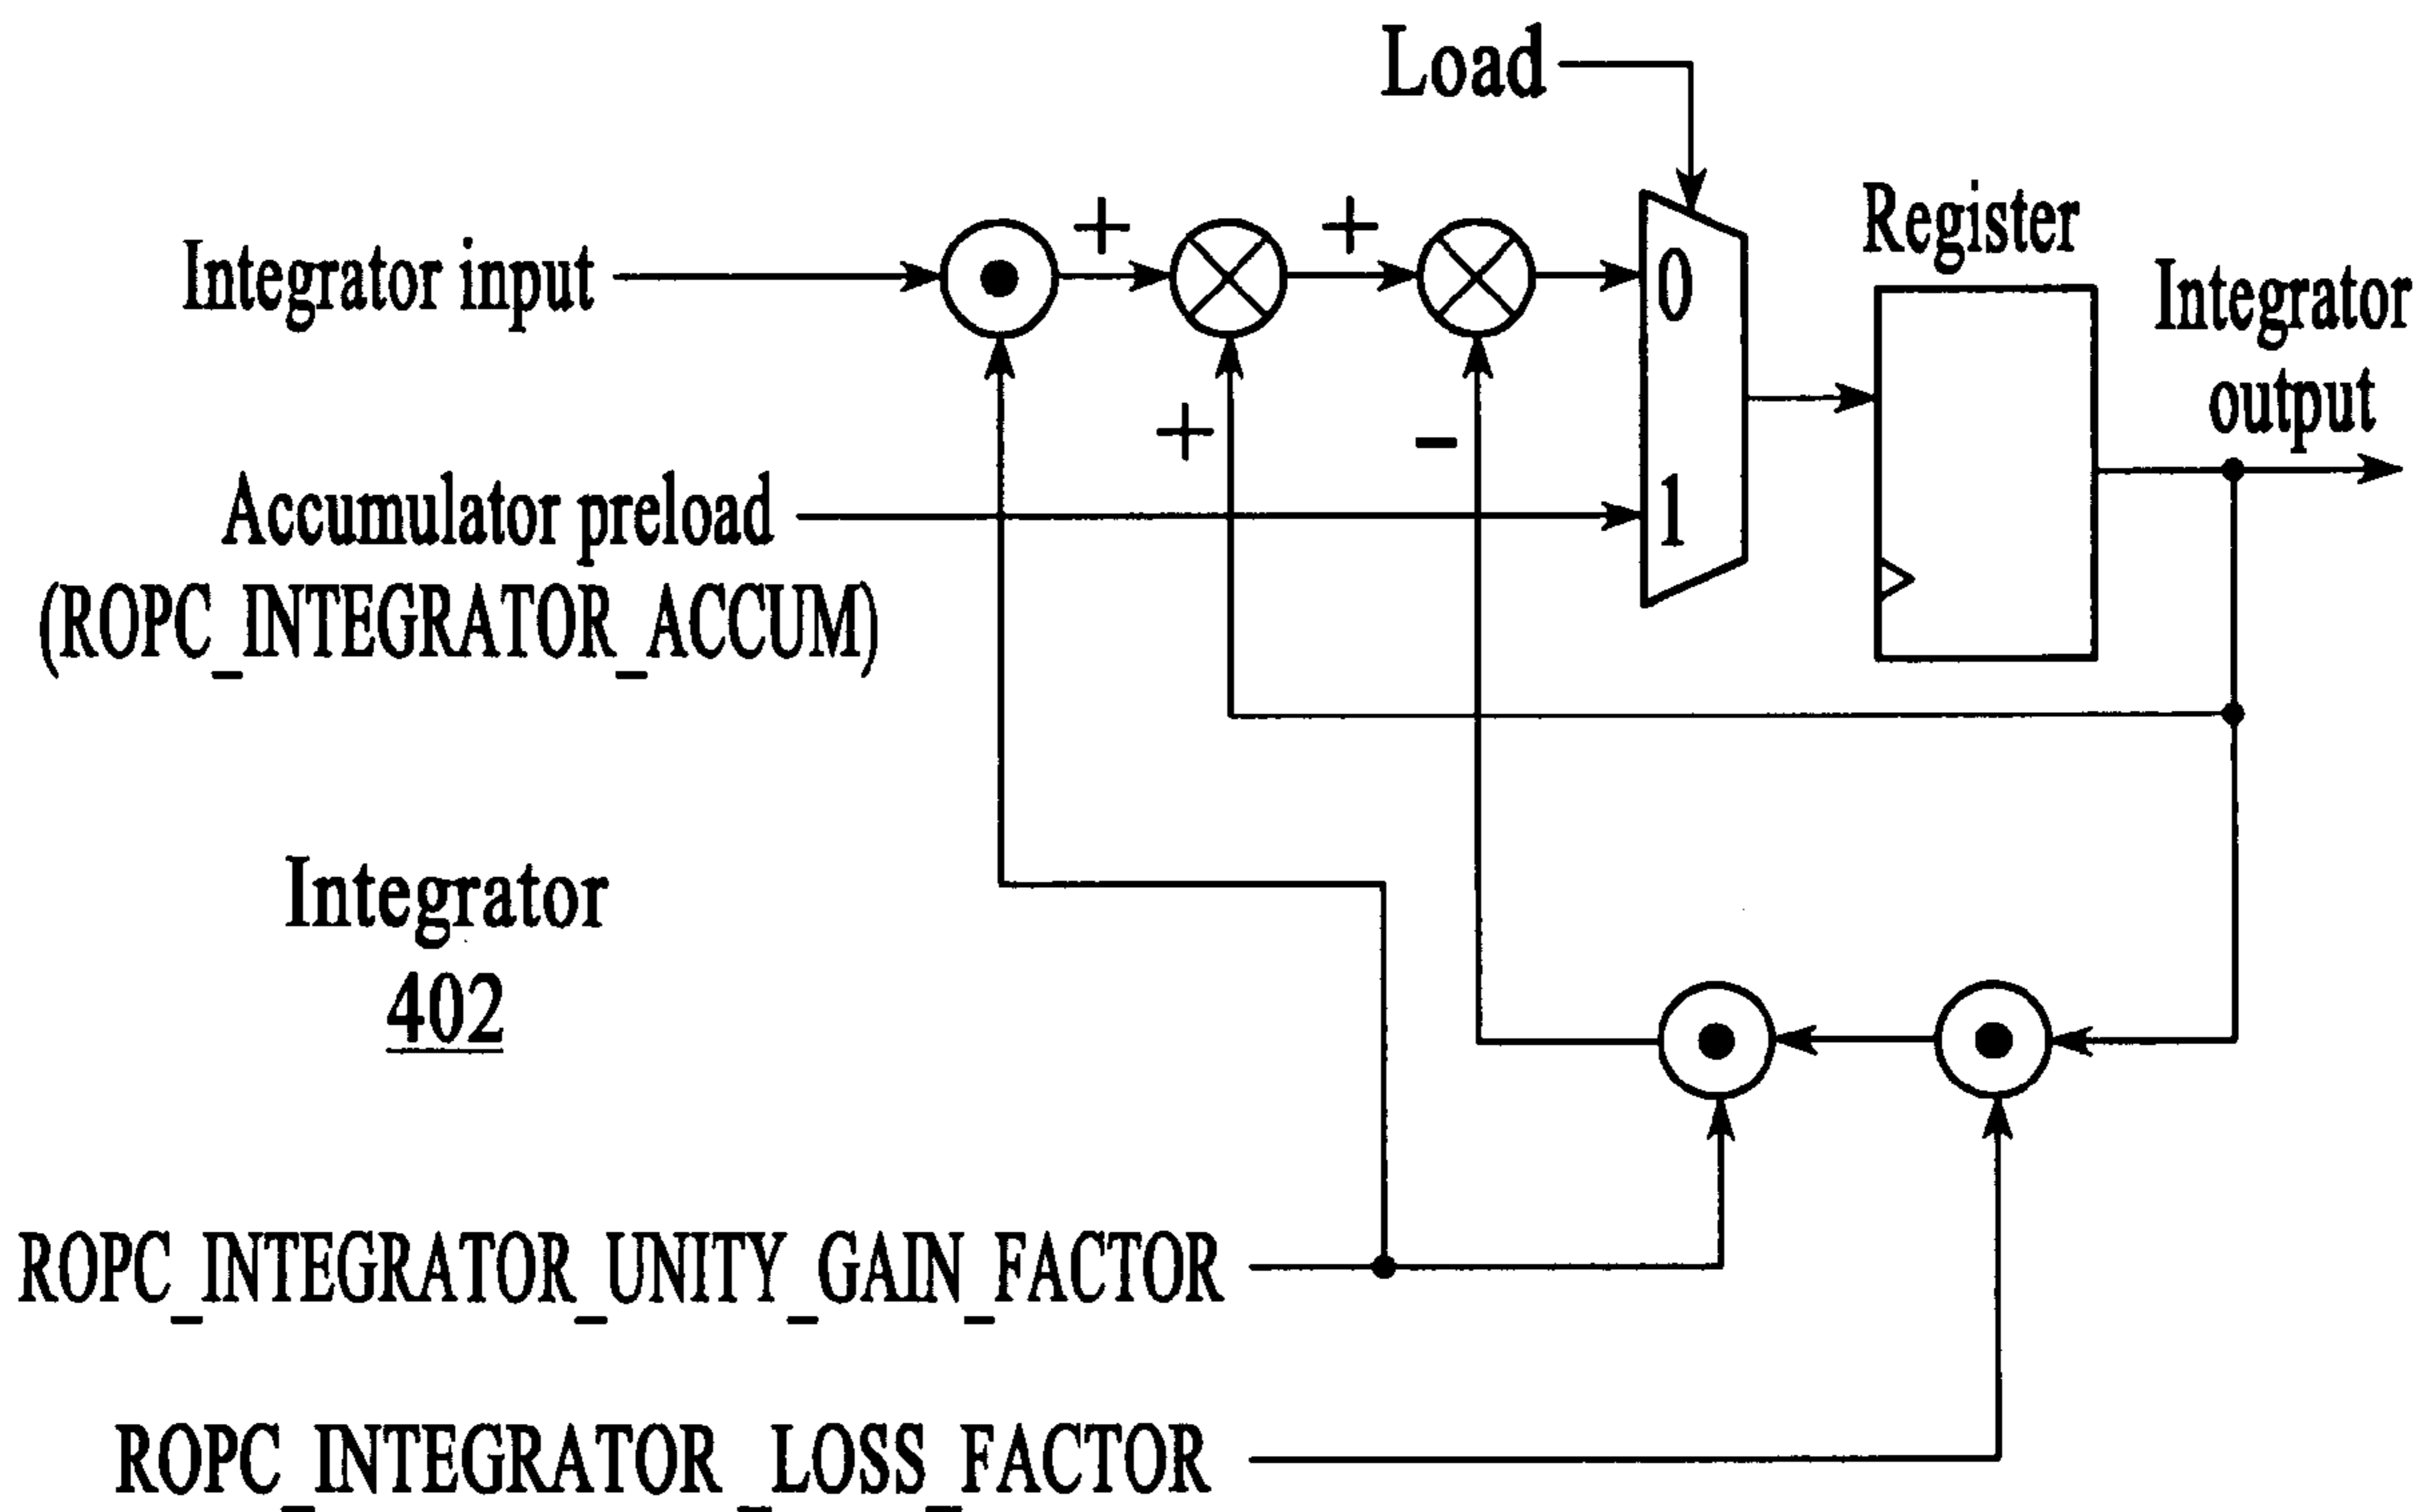 Load
+
+
Register
Integrator input
0
Integrator
output
+
-
Accumulator preload
1
(ROPC_INTEGRATOR_ACCUM)
Integrator
402
ROPC_INTEGRATOR_UNITY_GAIN_FACTOR
ROPC_INTEGRATOR_LOSS_FACTOR